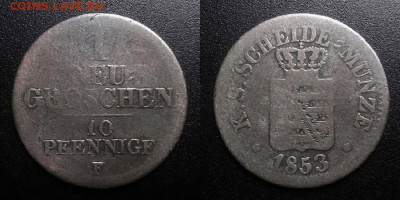 1
NEU-
GROSCHEN
10
PFENNIGE
F
K.S. SCHEIDE-MÜNZE
1853
COINS.LAVE.RU